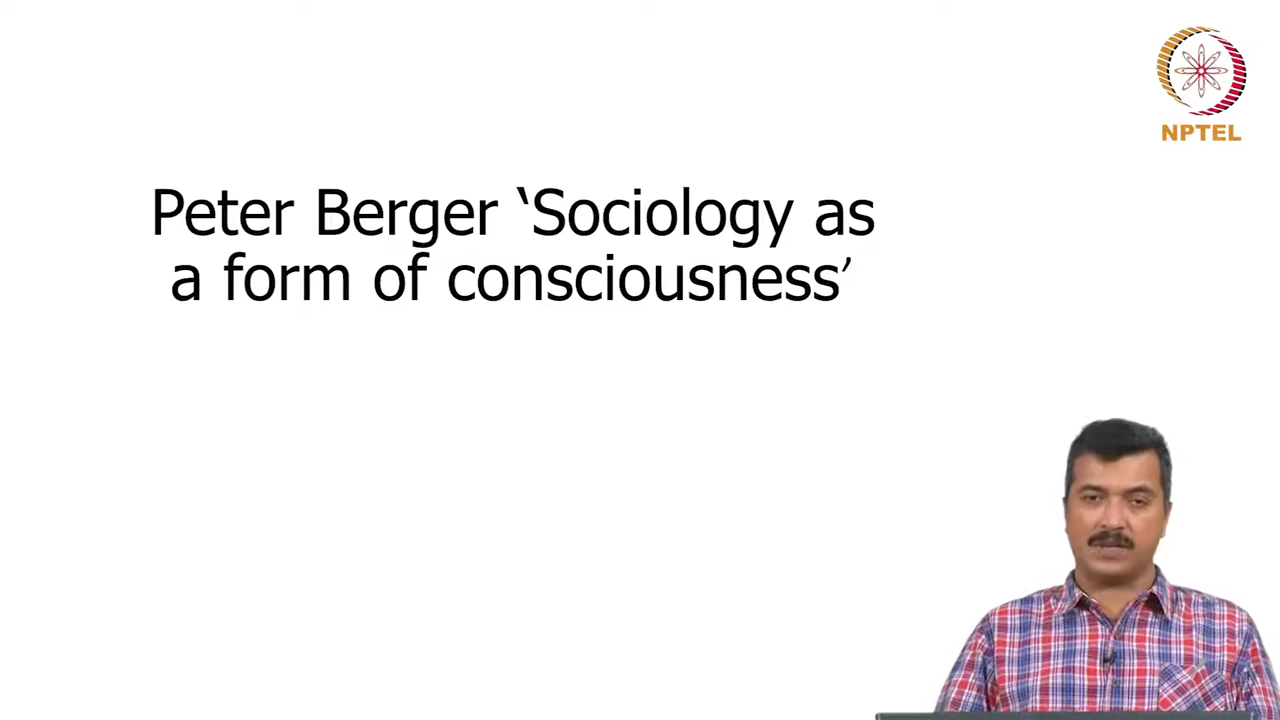 NPTEL
Peter Berger ‘Sociology as
a form of consciousness’